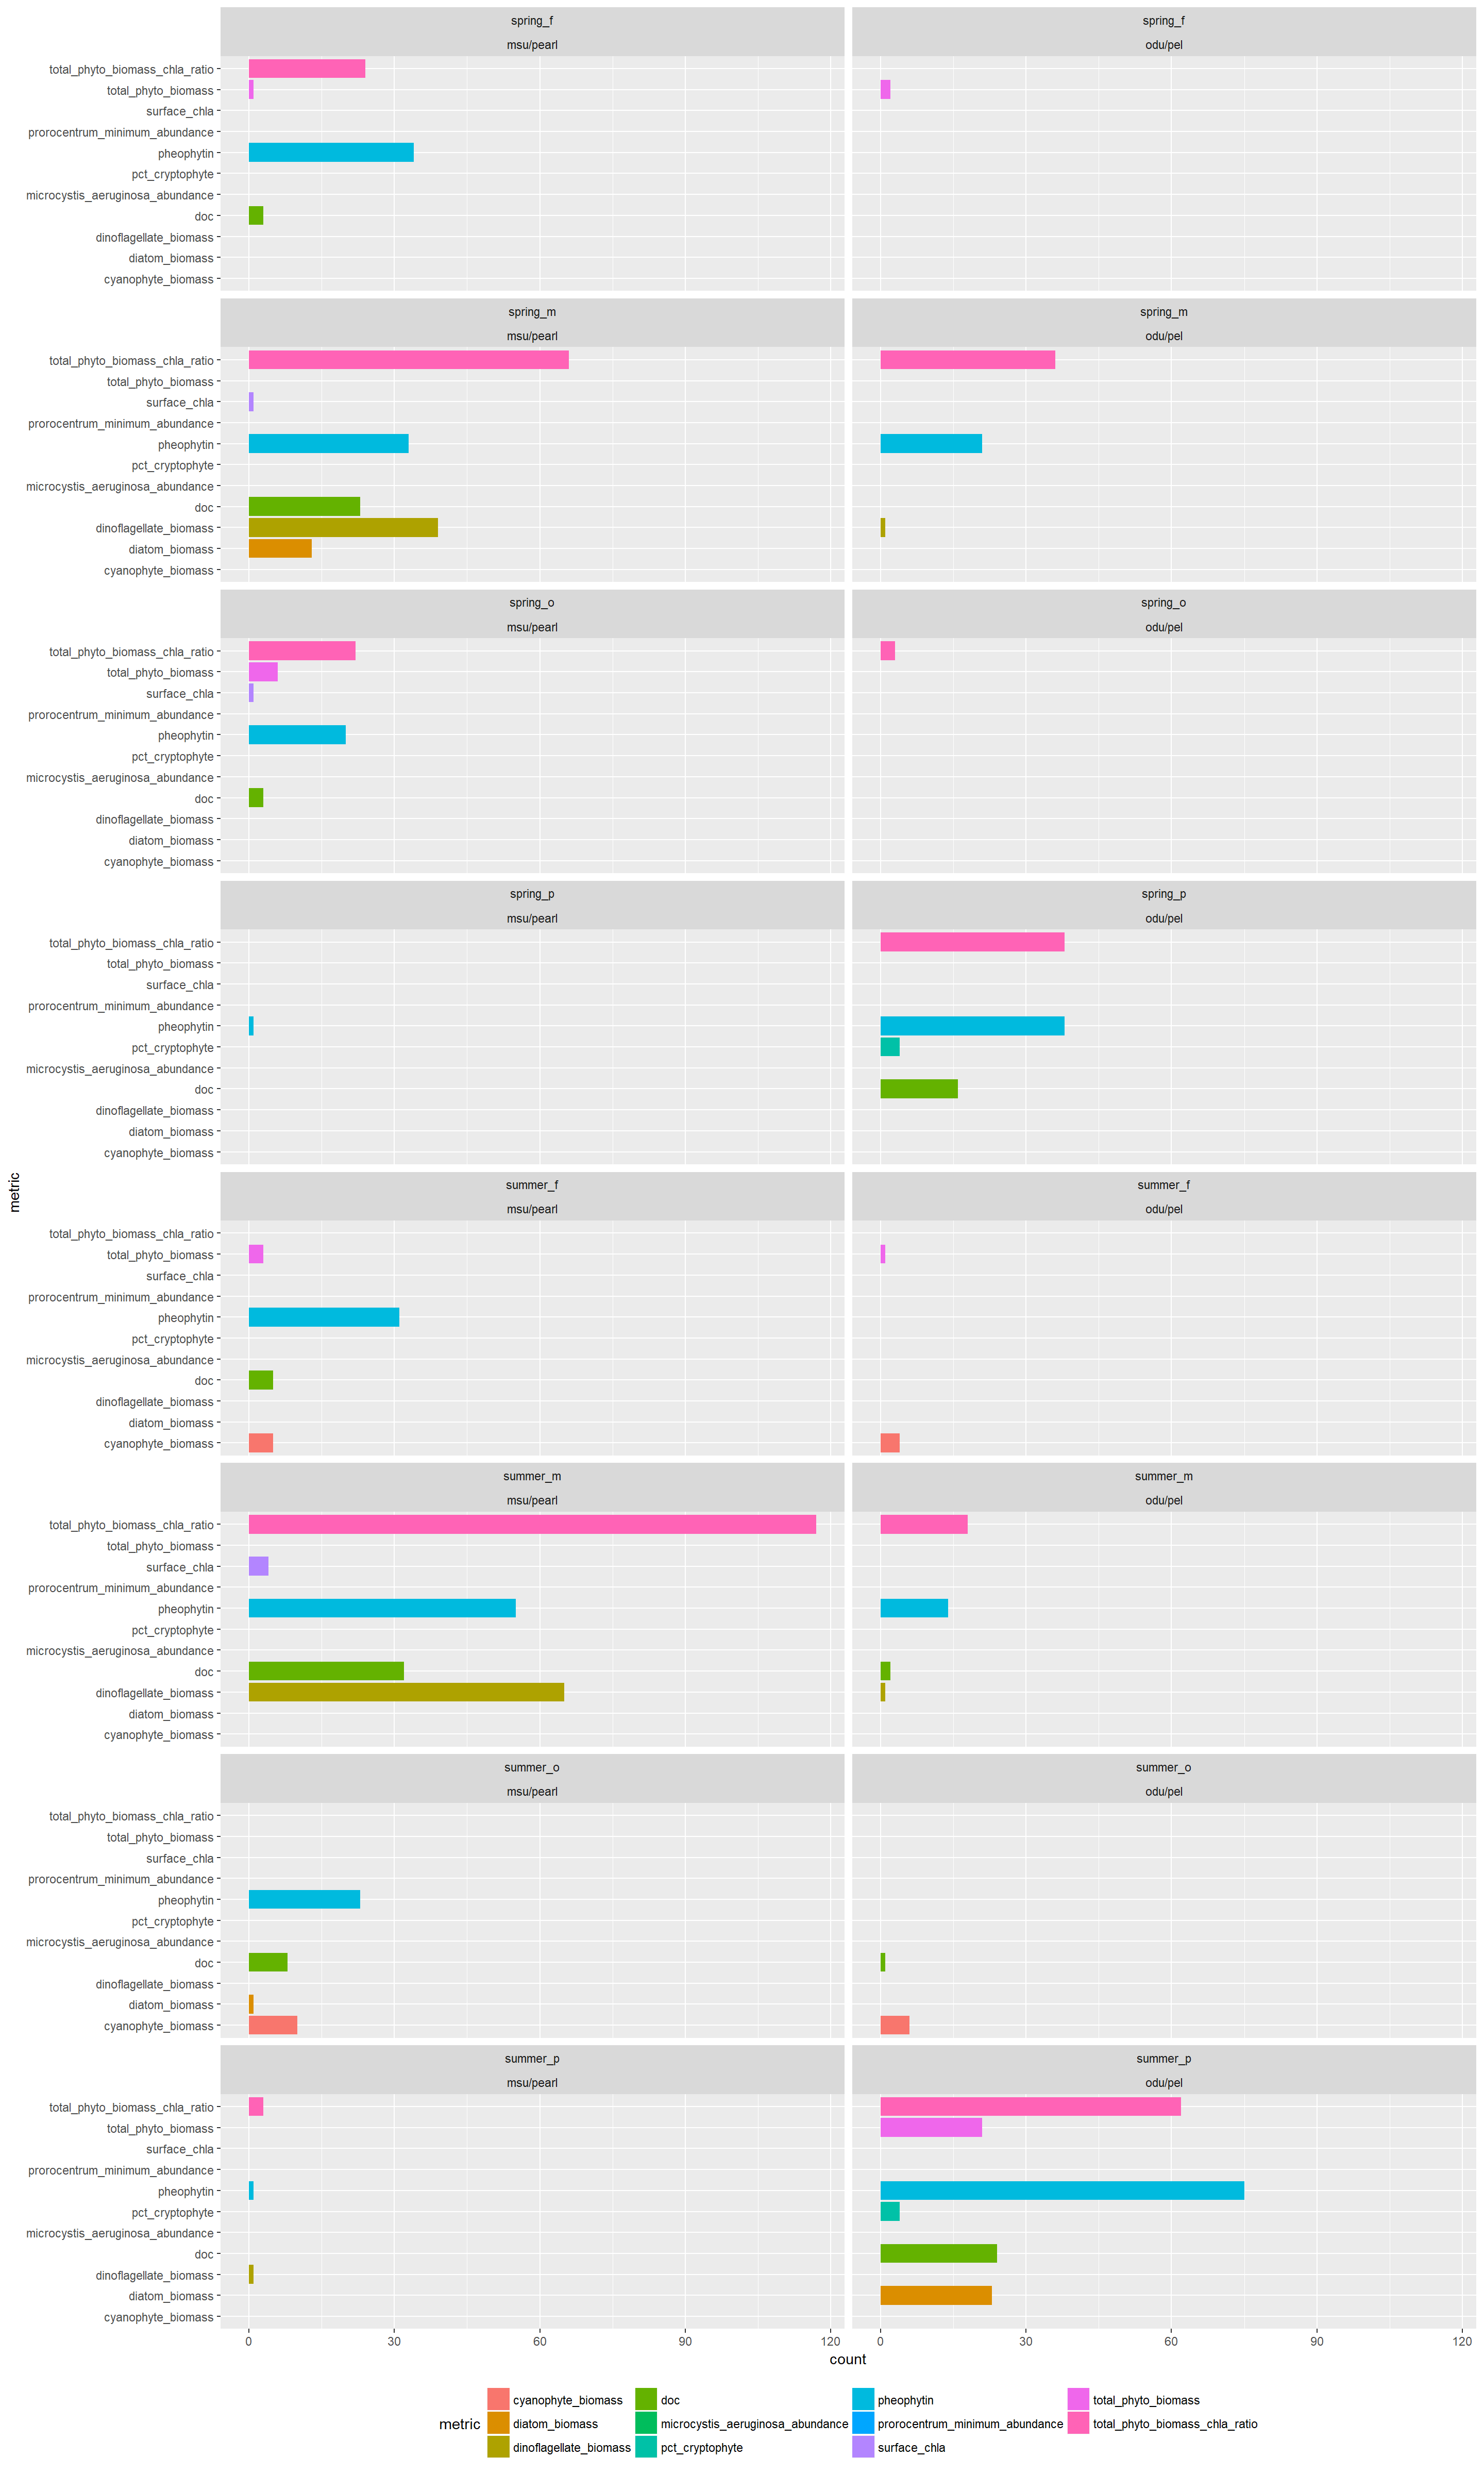 spring_f
msu/pearl
spring_f
odu/pel
total_phyto_biomass_chla_ratio
total_phyto_biomass
surface_chla
prorocentrum_minimum_abundance
pheophytin
pct_cryptophyte
microcystis_aeruginosa_abundance
doc
dinoflagellate_biomass
diatom_biomass
cyanophyte_biomass
spring_m
msu/pearl
spring_m
odu/pel
total_phyto_biomass_chla_ratio
total_phyto_biomass
surface_chla
prorocentrum_minimum_abundance
pheophytin
pct_cryptophyte
microcystis_aeruginosa_abundance
doc
dinoflagellate_biomass
diatom_biomass
cyanophyte_biomass
spring_o
msu/pearl
spring_o
odu/pel
total_phyto_biomass_chla_ratio
total_phyto_biomass
surface_chla
prorocentrum_minimum_abundance
pheophytin
pct_cryptophyte
microcystis_aeruginosa_abundance
doc
dinoflagellate_biomass
diatom_biomass
cyanophyte_biomass
spring_p
msu/pearl
spring_p
odu/pel
total_phyto_biomass_chla_ratio
total_phyto_biomass
surface_chla
prorocentrum_minimum_abundance
pheophytin
pct_cryptophyte
microcystis_aeruginosa_abundance
doc
dinoflagellate_biomass
diatom_biomass
cyanophyte_biomass
metric
summer_f
msu/pearl
summer_f
odu/pel
total_phyto_biomass_chla_ratio
total_phyto_biomass
surface_chla
prorocentrum_minimum_abundance
pheophytin
pct_cryptophyte
microcystis_aeruginosa_abundance
doc
dinoflagellate_biomass
diatom_biomass
cyanophyte_biomass
summer_m
msu/pearl
summer_m
odu/pel
total_phyto_biomass_chla_ratio
total_phyto_biomass
surface_chla
prorocentrum_minimum_abundance
pheophytin
pct_cryptophyte
microcystis_aeruginosa_abundance
doc
dinoflagellate_biomass
diatom_biomass
cyanophyte_biomass
summer_o
msu/pearl
summer_o
odu/pel
total_phyto_biomass_chla_ratio
total_phyto_biomass
surface_chla
prorocentrum_minimum_abundance
pheophytin
pct_cryptophyte
microcystis_aeruginosa_abundance
doc
dinoflagellate_biomass
diatom_biomass
cyanophyte_biomass
summer_p
msu/pearl
summer_p
odu/pel
total_phyto_biomass_chla_ratio
total_phyto_biomass
surface_chla
prorocentrum_minimum_abundance
pheophytin
pct_cryptophyte
microcystis_aeruginosa_abundance
doc
dinoflagellate_biomass
diatom_biomass
cyanophyte_biomass
0 30 60 90 120 0 30 60 90 120
count
metric
cyanophyte_biomass
diatom_biomass
dinoflagellate_biomass
doc
microcystis_aeruginosa_abundance
pct_cryptophyte
pheophytin
prorocentrum_minimum_abundance
surface_chla
total_phyto_biomass
total_phyto_biomass_chla_ratio